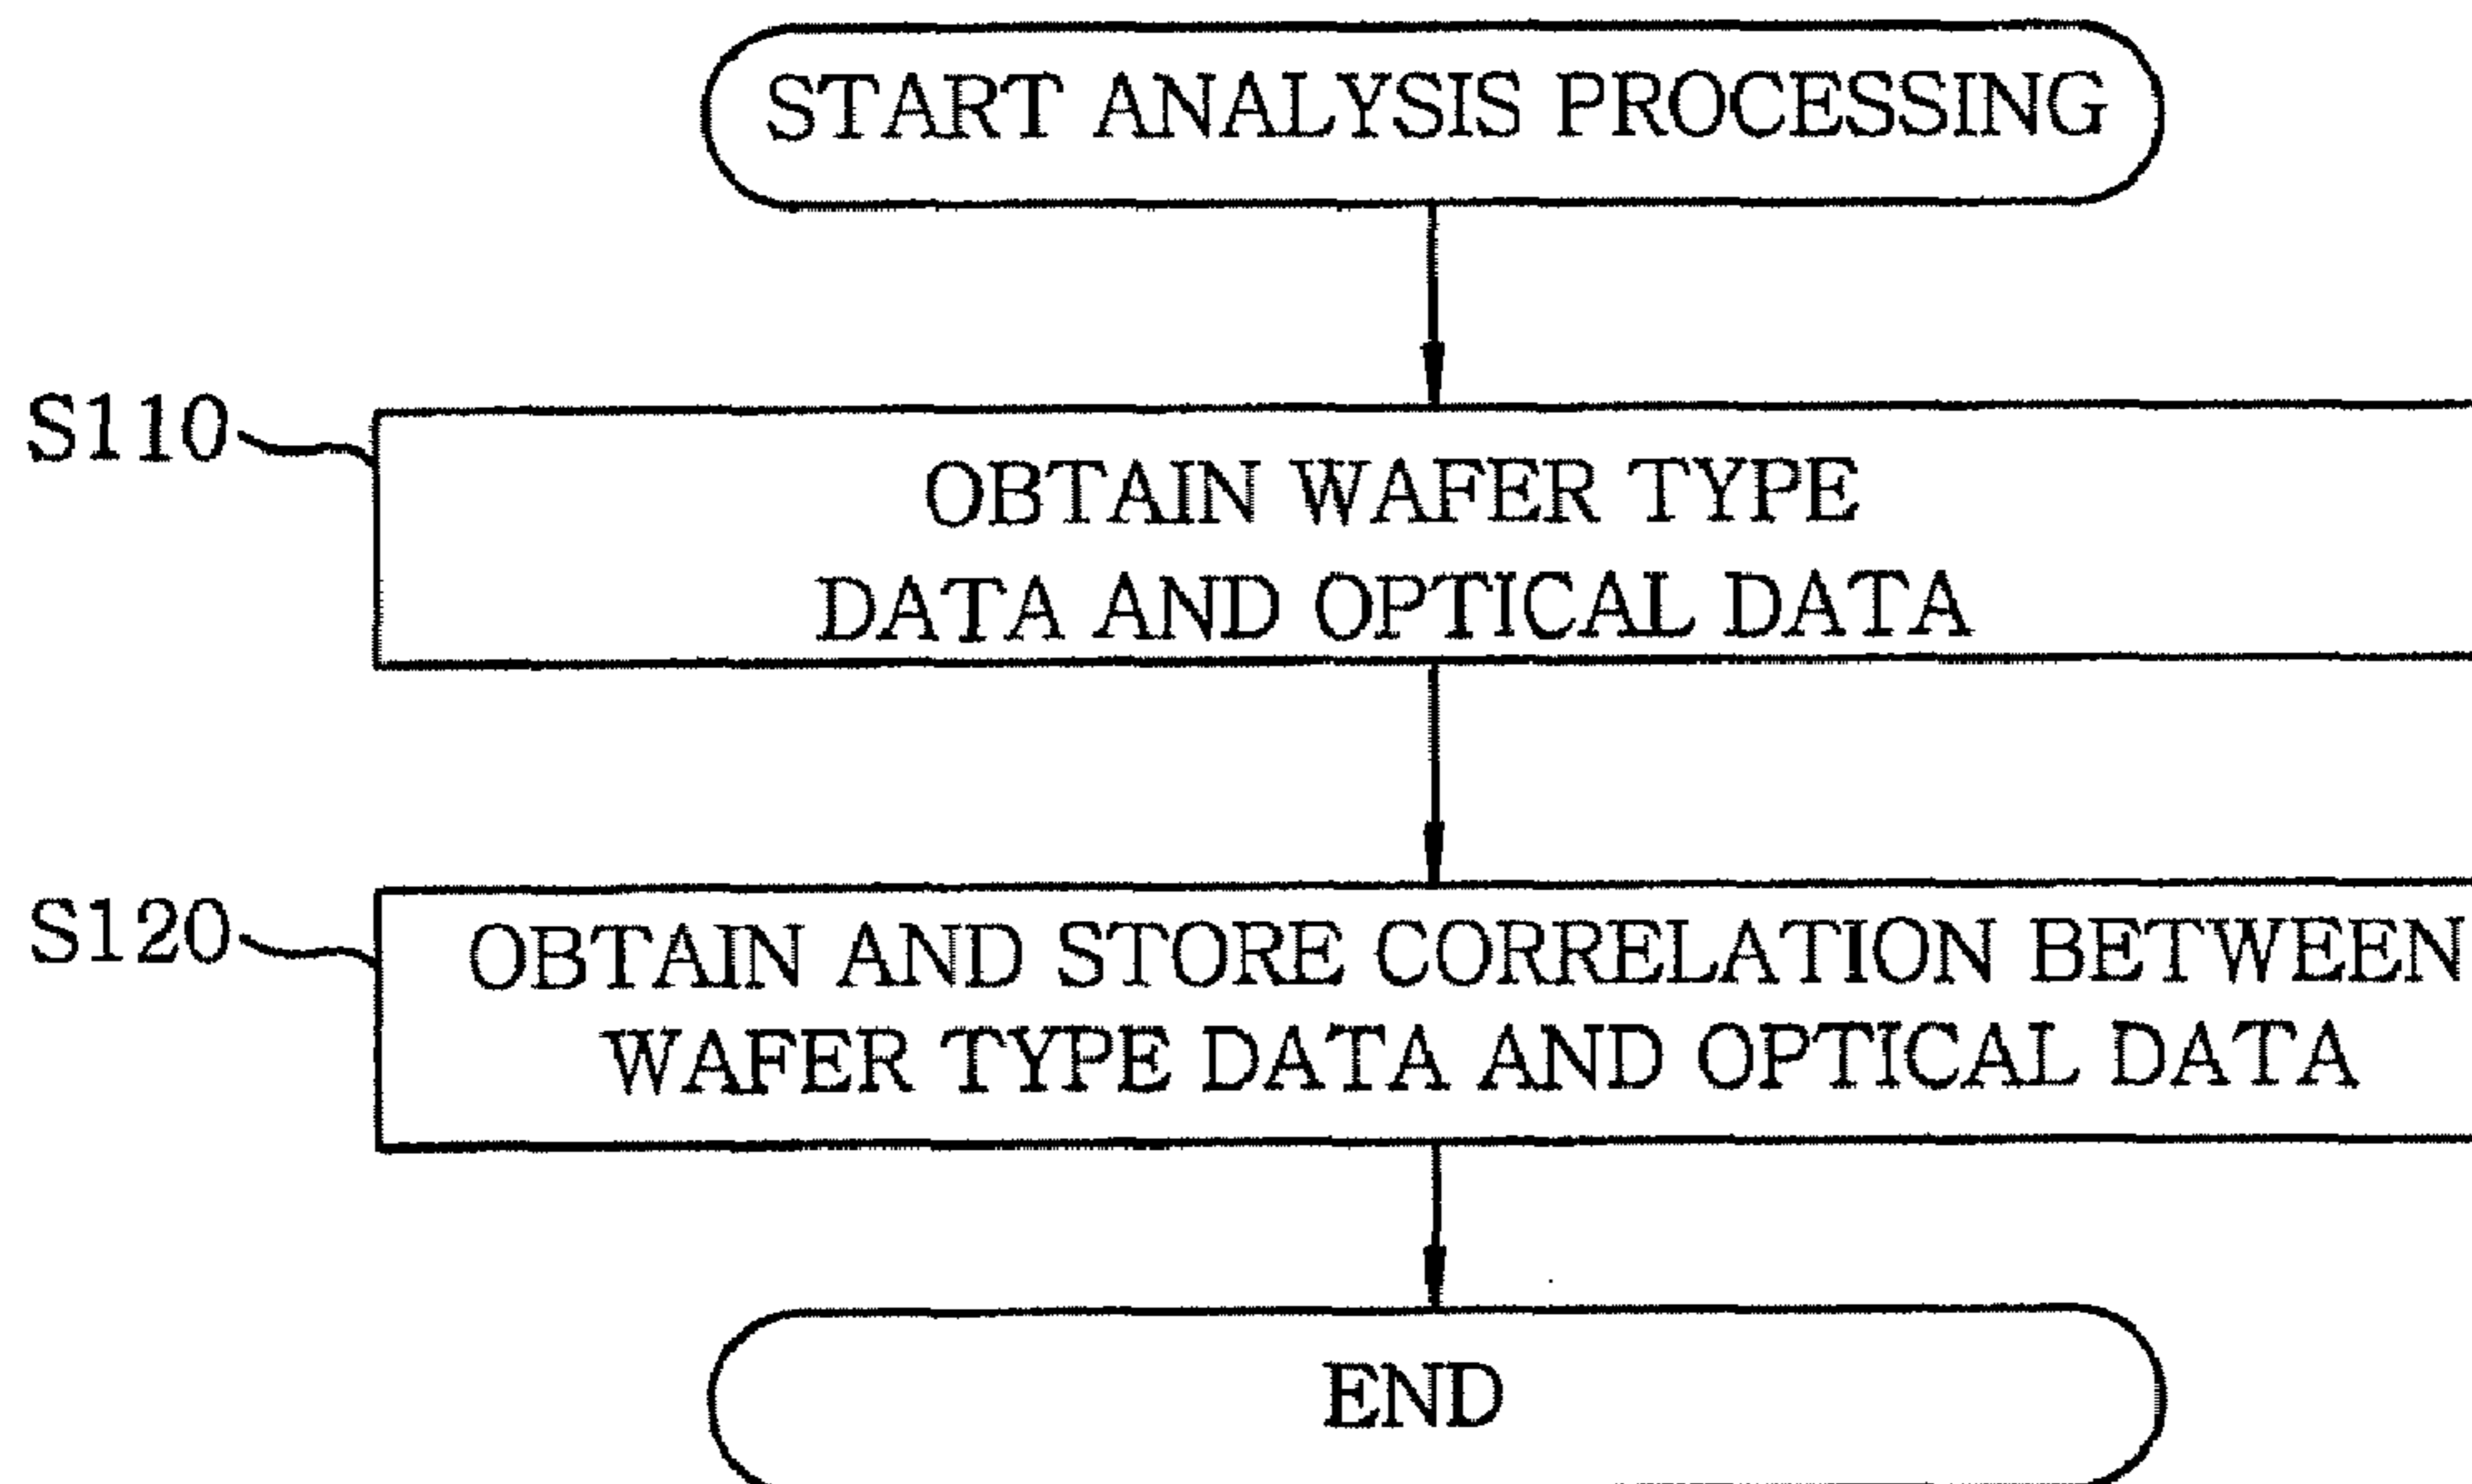 START ANALYSIS PROCESSING
S110
OBTAIN WAFER TYPE
DATA AND OPTICAL DATA
S120
OBTAIN AND STORE CORRELATION BETWEEN
WAFER TYPE DATA AND OPTICAL DATA
END